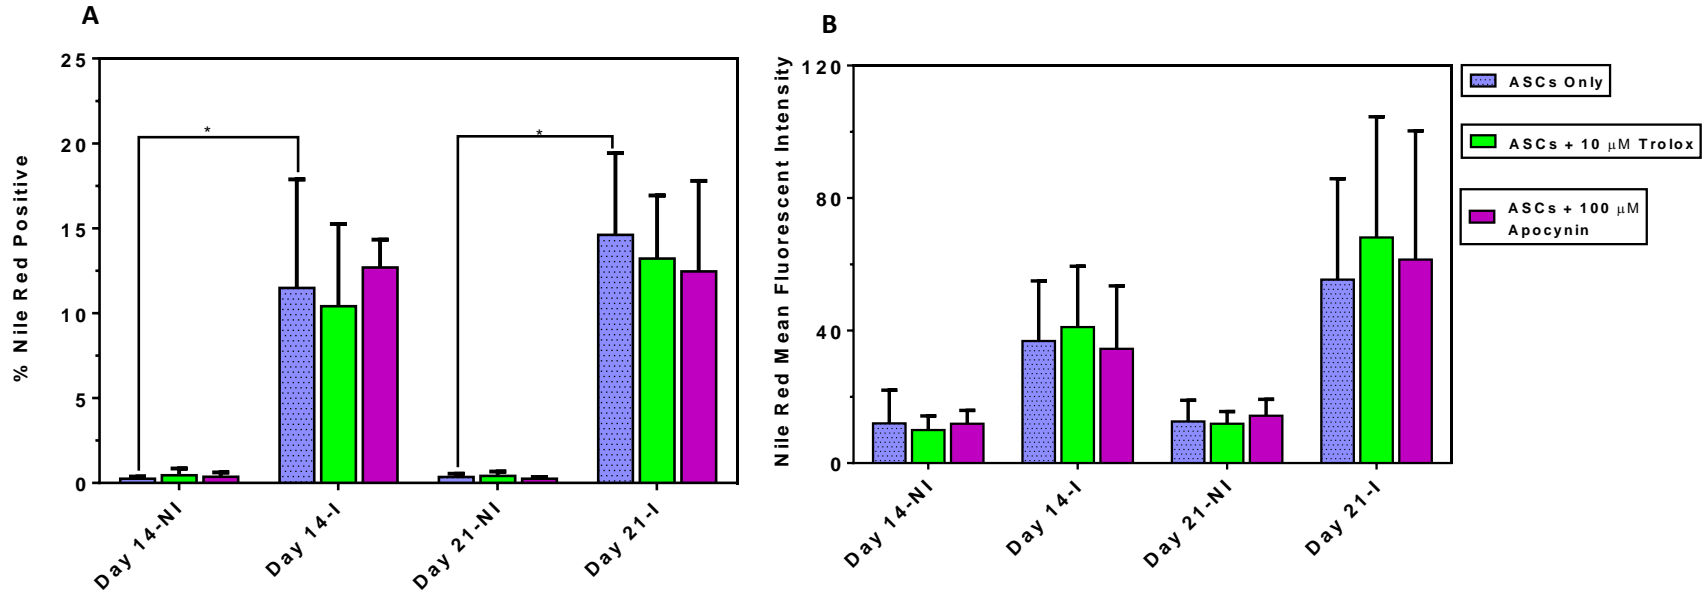 A
% Nile Red Positive
25
20
15
10
5
0
*
*
Day 14-NI
Day 14-I
Day 21-NI
Day 21-I
B
Nile Red Mean Fluorescent Intensity
120
80
40
0
Day 14-NI
Day 14-I
Day 21-NI
Day 21-I
ASCs Only
ASCs + 10 μM Trolox
ASCs + 100 μM
Apocynin